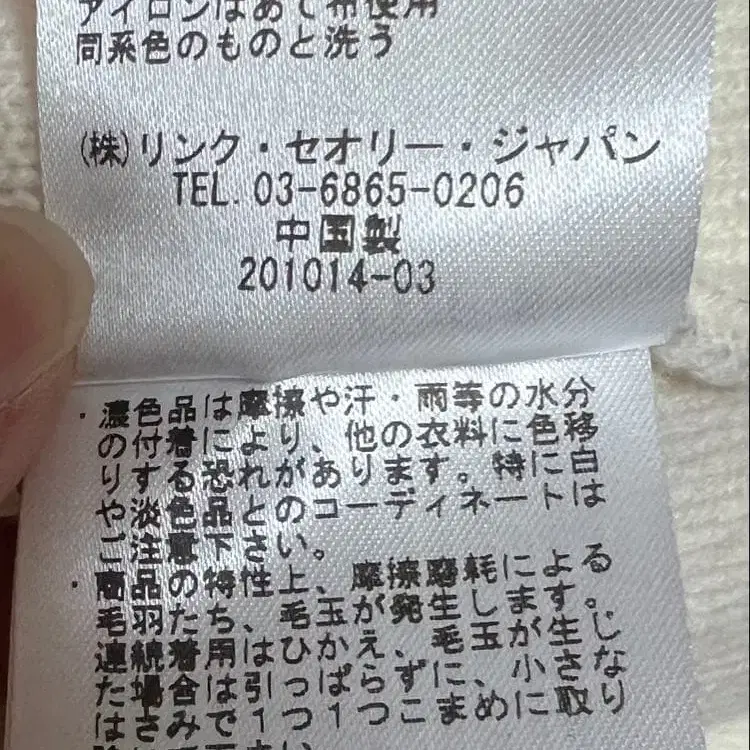 アイロンはあて布使用
同系色のものと洗う
(株)リンク・セオリー・ジャパン
TEL. 03-6865-0206
中国製
201014-03
・濃色品は摩擦や汗・雨等の水分
の付着により、他の衣料に色移
りする恐れがあります。特に白
や淡色品とのコーディネートは
ご注意下さい。
・商品の特性上、摩擦磨耗による
毛羽たち、毛玉が発生します。
連続着用はひかえ、毛玉が生じ
た場合は引っぱらずに、小さな
はさみで1つ1つこまめに取り